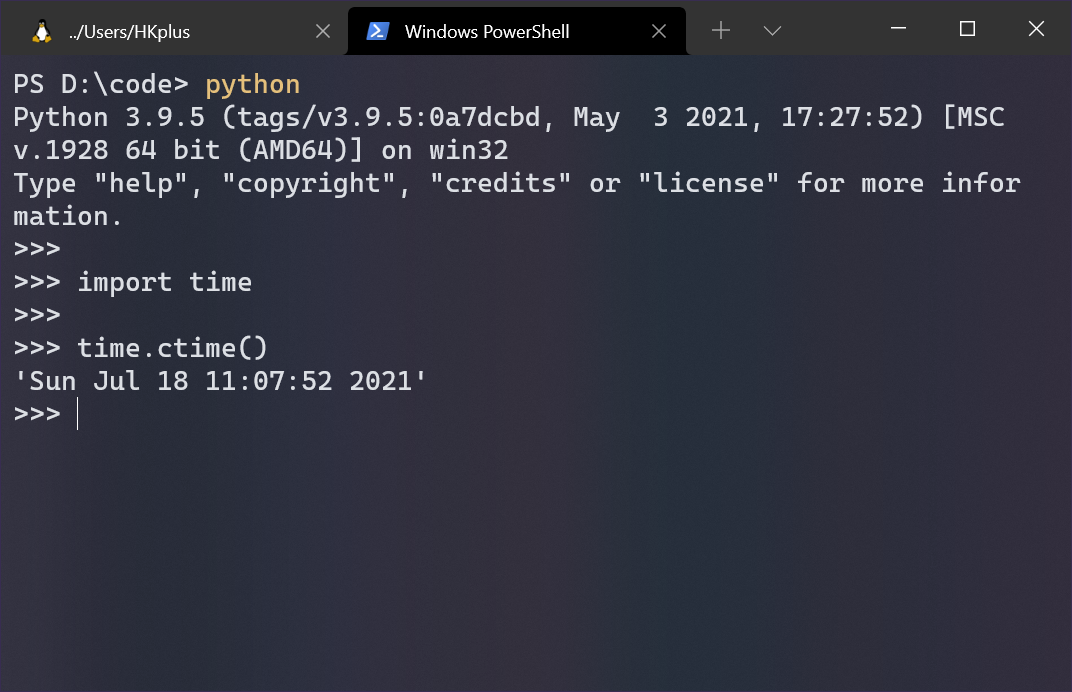 ../Users/HKplus
Windows PowerShell
PS D:\code> python
Python 3.9.5 (tags/v3.9.5:0a7dcbd, May  3 2021, 17:27:52) [MSC
v.1928 64 bit (AMD64)] on win32
Type "help", "copyright", "credits" or "license" for more infor
mation.
>>>
>>> import time
>>>
>>> time.ctime()
'Sun Jul 18 11:07:52 2021'
>>>